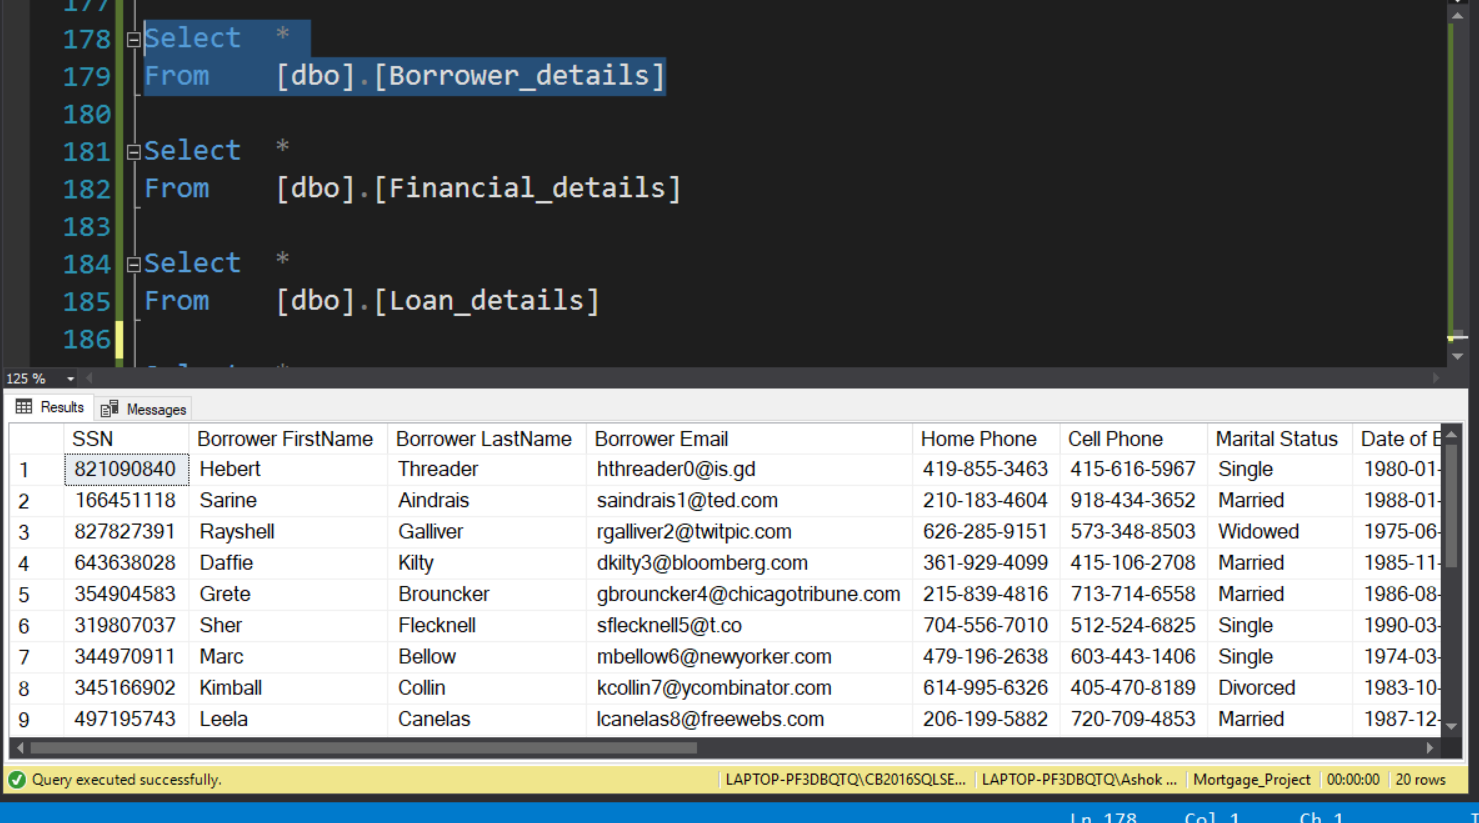 177
178 Select *
179 From [dbo].[Borrower_details]
180
181 Select *
182 From [dbo].[Financial_details]
183
184 Select *
185 From [dbo].[Loan_details]
186
125 %
Results Messages
SSN Borrower FirstName Borrower LastName Borrower Email Home Phone Cell Phone Marital Status Date of
1 821090840 Hebert Threader hthreader0@is.gd 419-855-3463 415-616-5967 Single 1980-01-
2 166451118 Sarine Aindrais saindrais1@ted.com 210-183-4604 918-434-3652 Married 1988-01-
3 827827391 Rayshell Galliver rgalliver2@twitpic.com 626-285-9151 573-348-8503 Widowed 1975-06-
4 643638028 Daffie Kilty dkilty3@bloomberg.com 361-929-4099 415-106-2708 Married 1985-11-
5 354904583 Grete Brouncker gbrouncker4@chicagotribune.com 215-839-4816 713-714-6558 Married 1986-08-
6 319807037 Sher Flecknell sflecknell5@t.co 704-556-7010 512-524-6825 Single 1990-03-
7 344970911 Marc Bellow mbellow6@newyorker.com 479-196-2638 603-443-1406 Single 1974-03-
8 345166902 Kimball Collin kcollin7@ycombinator.com 614-995-6326 405-470-8189 Divorced 1983-10-
9 497195743 Leela Canelas lcanelas8@freewebs.com 206-199-5882 720-709-4853 Married 1987-12-
Query executed successfully. LAPTOP-PF3DBQTQ\CB2016SQLSE... LAPTOP-PF3DBQTQ\Ashok ... Mortgage_Project 00:00:00 20 rows
Ln 178 Col 1 Ch 1